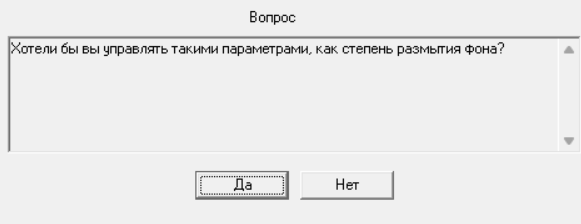 Вопрос
Хотели бы вы управлять такими параметрами, как степень размытия фона?
Да
Нет